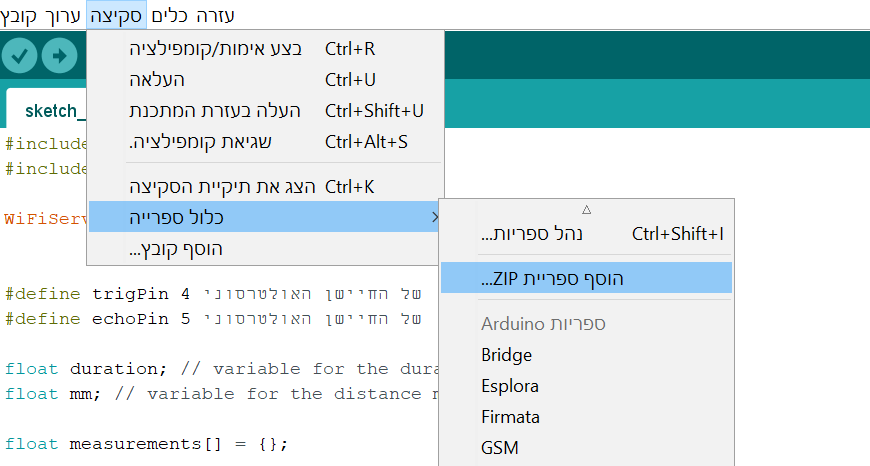 קובץ ערוך סקיצה כלים עזרה
בצע אימות/קומפילציה Ctrl+R
העלאה Ctrl+U
העלה בעזרת המתכנת Ctrl+Shift+U
שגיאת קומפילציה. Ctrl+Alt+S
הצג את תיקיית הסקיצה Ctrl+K
כלול ספרייה
הוסף קובץ...
נהל ספריות... Ctrl+Shift+I
הוסף ספריית ZIP...
ספריות Arduino
Bridge
Esplora
Firmata
GSM
sketch_
#include
#include
WiFiServ
#define trigPin 4 של החיישן האולטרסוני
#define echoPin 5 של החיישן האולטרסוני
float duration; // variable for the dura
float mm; // variable for the distance
float measurements[] = {};